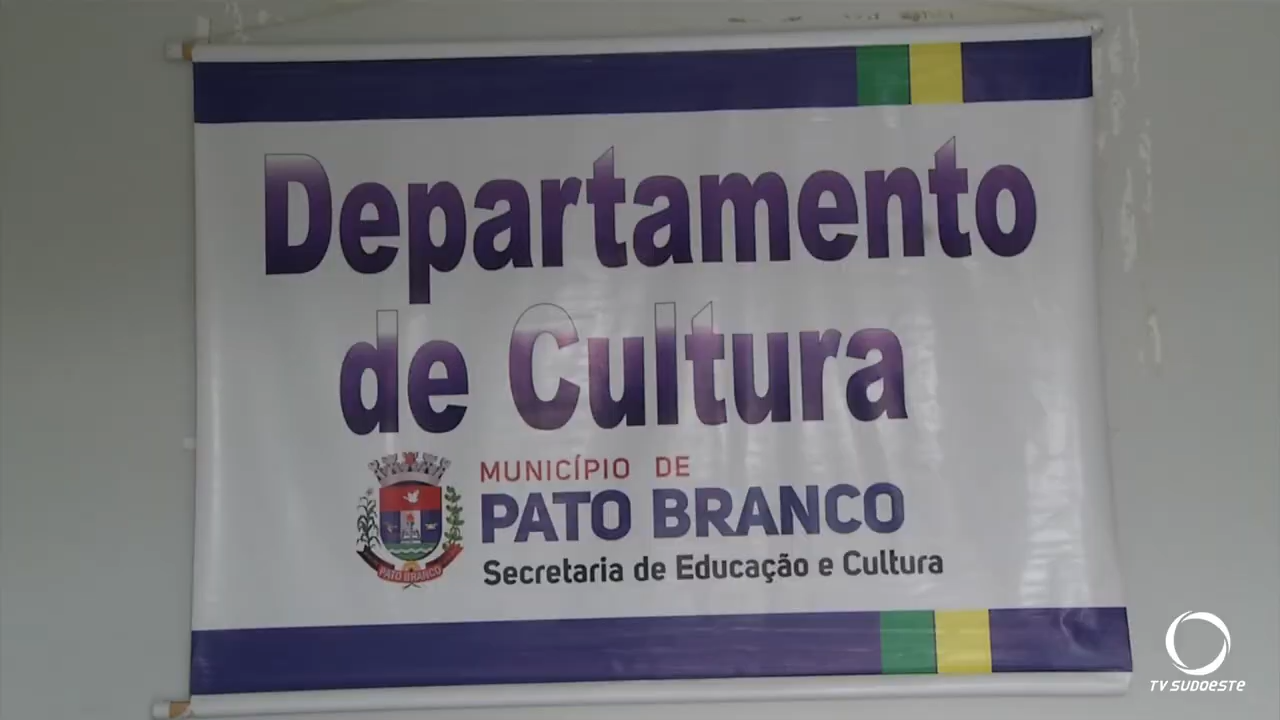 Departamento
de Cultura
MUNICÍPIO DE
PATO BRANCO
Secretaria de Educação e Cultura
PATO BRANCO
TV SUDOESTE